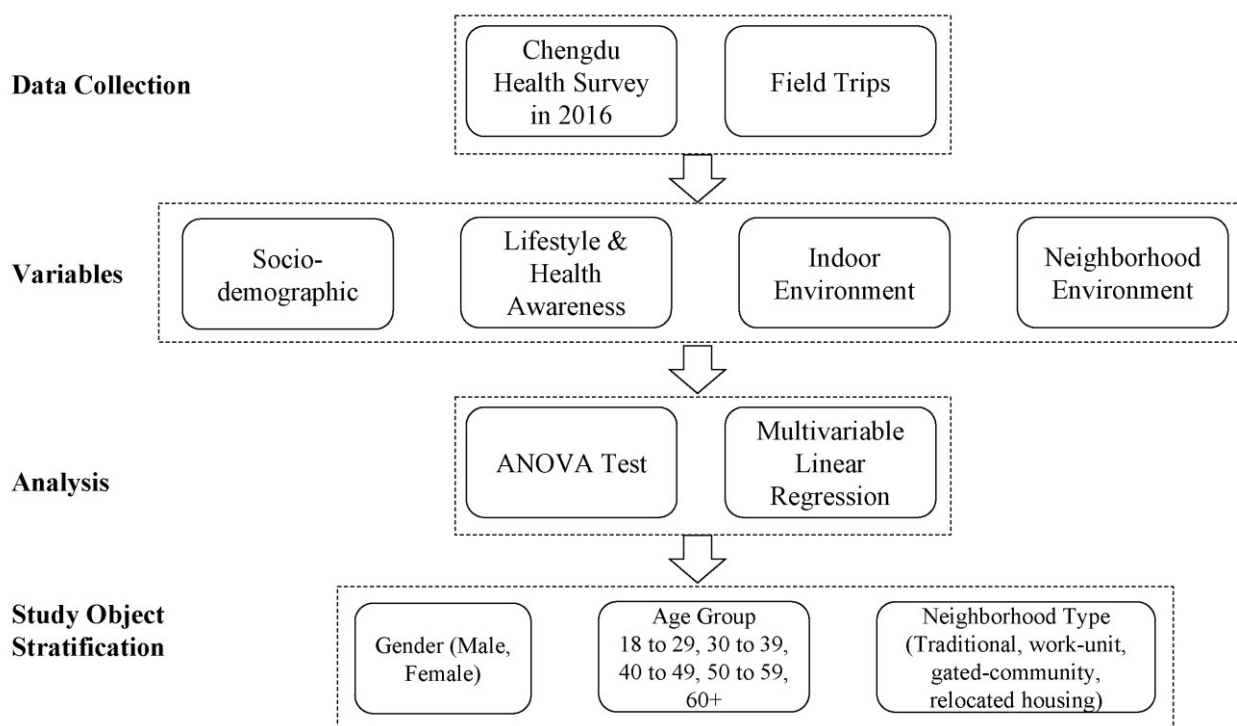 Data Collection
Chengdu
Health Survey
in 2016
Field Trips
Variables
Socio-
demographic
Lifestyle &
Health
Awareness
Indoor
Environment
Neighborhood
Environment
Analysis
ANOVA Test
Multivariable
Linear
Regression
Study Object
Stratification
Gender (Male,
Female)
Age Group
18 to 29, 30 to 39,
40 to 49, 50 to 59,
60+
Neighborhood Type
(Traditional, work-unit,
gated-community,
relocated housing)